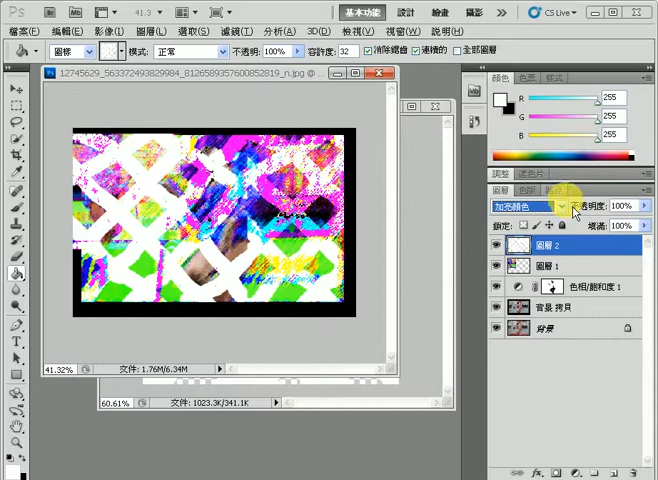 Ps Br Mb 41.3 基本功能 設計 繪畫 攝影 CS Live
檔案(F) 編輯(E) 影像(I) 圖層(L) 選取(S) 濾鏡(T) 分析(A) 3D(D) 檢視(V) 視窗(W) 說明(H)
圖樣 模式: 正常 不透明: 100% 容許度: 32 消除鋸齒 連續的 全部圖層
12745629_563372493829984_8126589357600852819_n.jpg @
41.32% 文件: 1.76M/6.34M
60.61% 文件: 1023.3K/341.1K
顏色 色票 樣式
R 255
G 255
B 255
調整 遮色片
圖層 色版
加亮顏色 不透明度: 100%
鎖定: 填滿: 100%
圖層 2
圖層 1
色相/飽和度 1
背景 拷貝
背景
fx